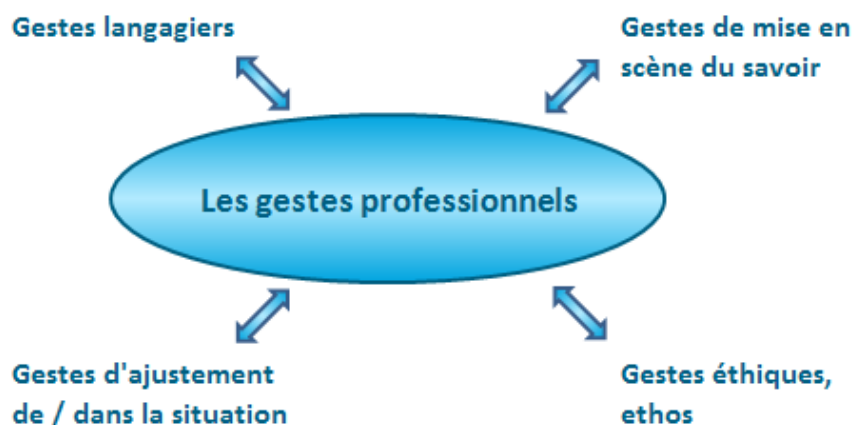 Gestes langagiers
Gestes de mise en
scène du savoir
Les gestes professionnels
Gestes d'ajustement
de / dans la situation
Gestes éthiques,
ethos